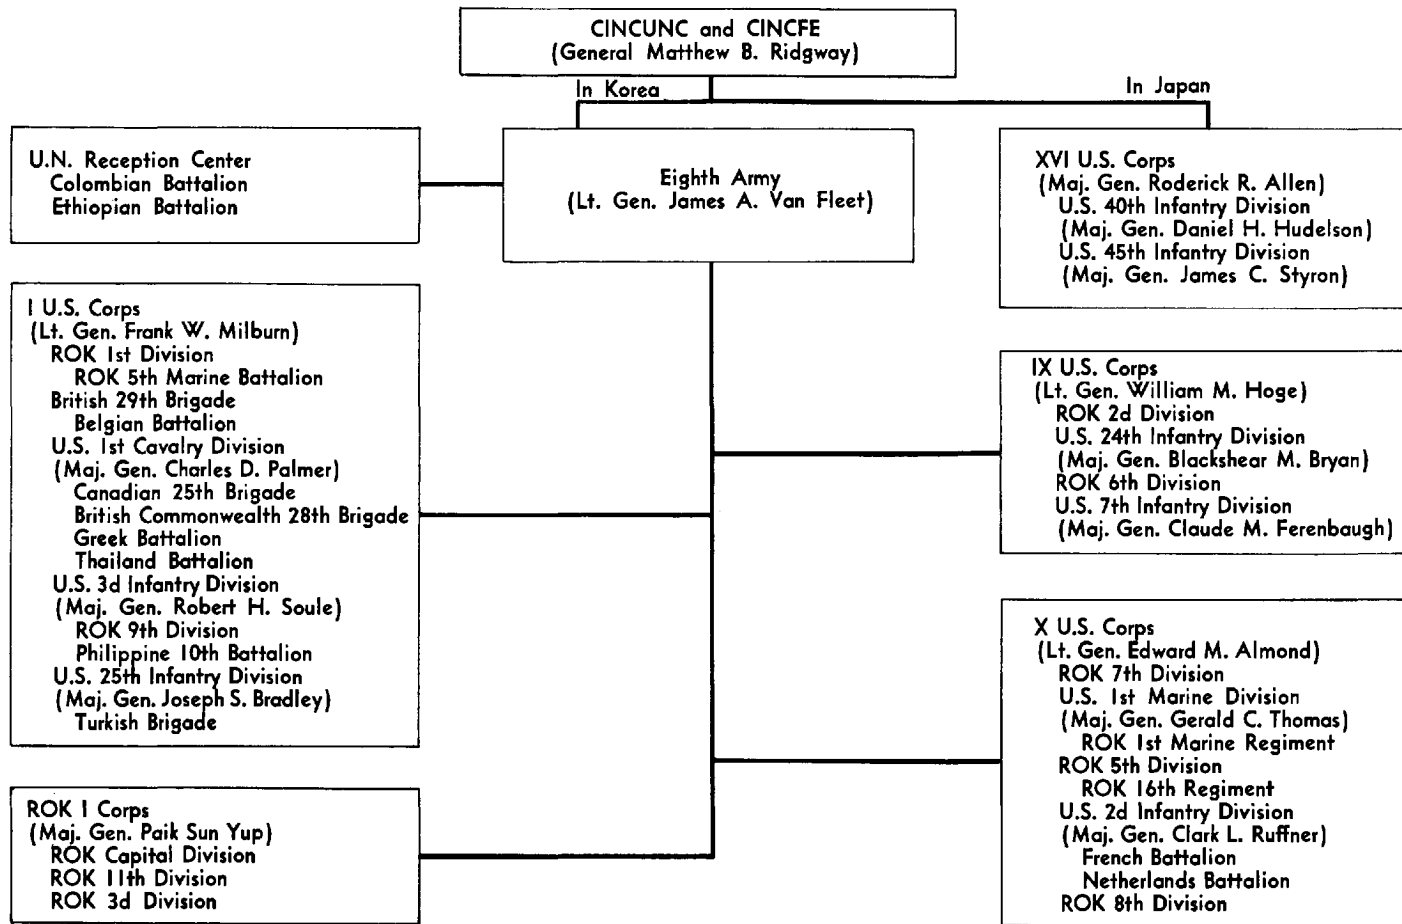 CINCUNC and CINCFE
(General Matthew B. Ridgway)
In Korea
In Japan
U.N. Reception Center
Colombian Battalion
Ethiopian Battalion
Eighth Army
(Lt. Gen. James A. Van Fleet)
XVI U.S. Corps
(Maj. Gen. Roderick R. Allen)
U.S. 40th Infantry Division
(Maj. Gen. Daniel H. Hudelson)
U.S. 45th Infantry Division
(Maj. Gen. James C. Styron)
I U.S. Corps
(Lt. Gen. Frank W. Milburn)
ROK 1st Division
ROK 5th Marine Battalion
British 29th Brigade
Belgian Battalion
U.S. 1st Cavalry Division
(Maj. Gen. Charles D. Palmer)
Canadian 25th Brigade
British Commonwealth 28th Brigade
Greek Battalion
Thailand Battalion
U.S. 3d Infantry Division
(Maj. Gen. Robert H. Soule)
ROK 9th Division
Philippine 10th Battalion
U.S. 25th Infantry Division
(Maj. Gen. Joseph S. Bradley)
Turkish Brigade
IX U.S. Corps
(Lt. Gen. William M. Hoge)
ROK 2d Division
U.S. 24th Infantry Division
(Maj. Gen. Blackshear M. Bryan)
ROK 6th Division
U.S. 7th Infantry Division
(Maj. Gen. Claude M. Ferenbaugh)
ROK I Corps
(Maj. Gen. Paik Sun Yup)
ROK Capital Division
ROK 11th Division
ROK 3d Division
X U.S. Corps
(Lt. Gen. Edward M. Almond)
ROK 7th Division
U.S. 1st Marine Division
(Maj. Gen. Gerald C. Thomas)
ROK 1st Marine Regiment
ROK 5th Division
ROK 16th Regiment
U.S. 2d Infantry Division
(Maj. Gen. Clark L. Ruffner)
French Battalion
Netherlands Battalion
ROK 8th Division